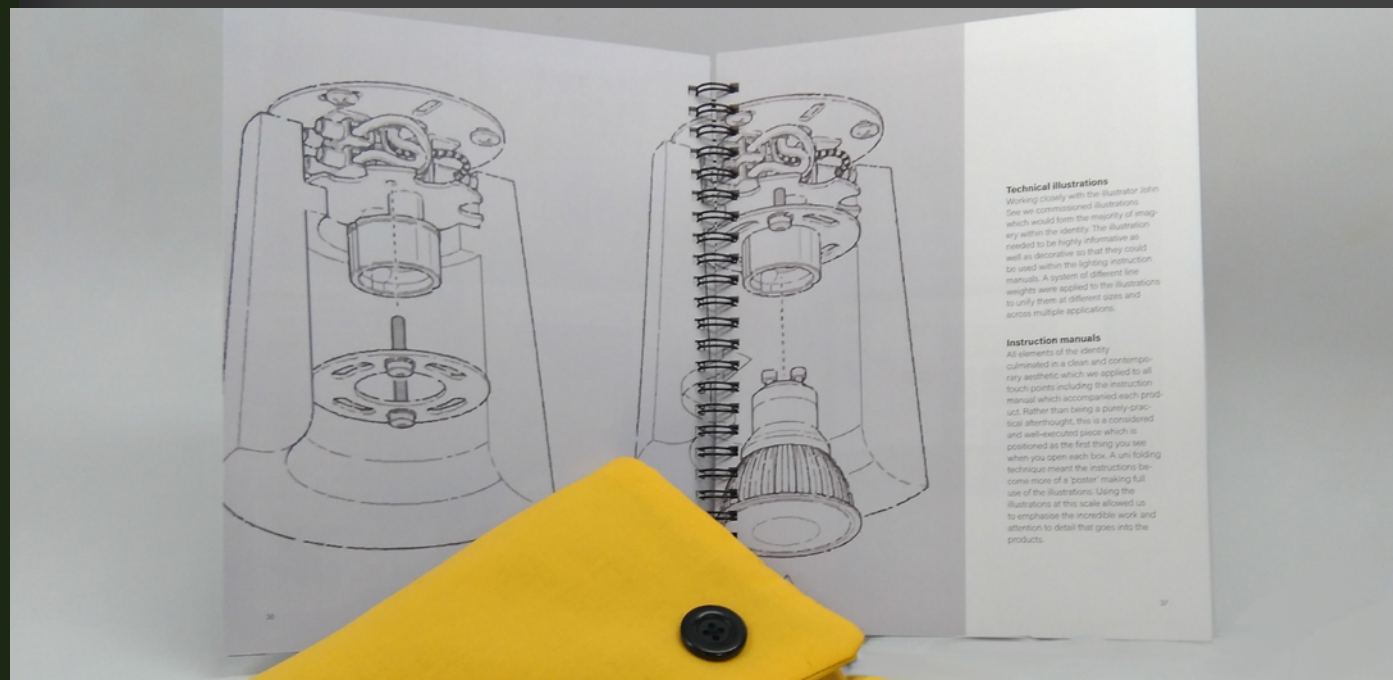 Technical illustrations
Working closely with the illustrator John
See we commissioned illustrations
which would form the majority of imag-
ery within the identity. The illustration
needed to be highly informative as
well as decorative so that they could
be used within the lighting instruction
manuals. A system of different line
weights were applied to the illustrations
to unify them at different sizes and
across multiple applications.
Instruction manuals
All elements of the identity
culminated in a clean and contempo-
rary aesthetic which we applied to all
touch points including the instruction
manual which accompanied each prod-
uct. Rather than being a purely-prac-
tical afterthought, this is a considered
and well-executed piece which is
positioned as the first thing you see
when you open each box. A uni folding
technique meant the instructions be-
come more of a 'poster' making full
use of the illustrations. Using the
illustrations at this scale allowed us
to emphasise the incredible work and
attention to detail that goes into the
products.
36
37